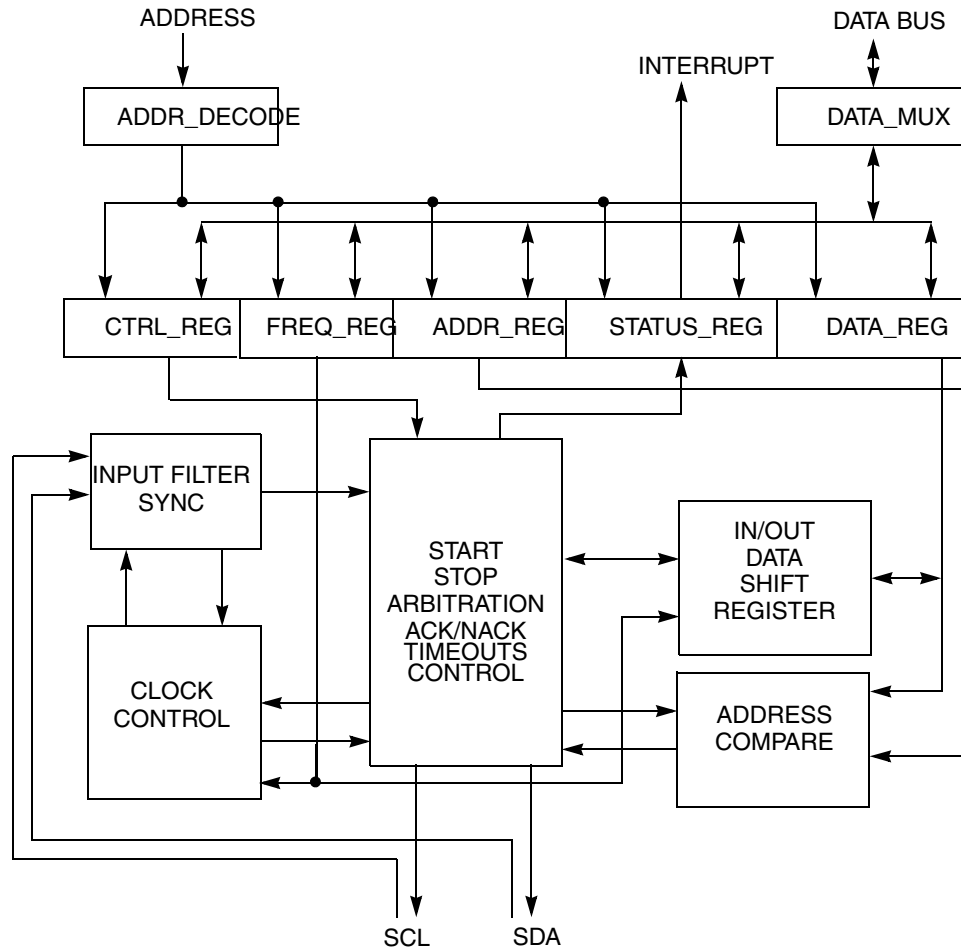 ADDRESS
DATA BUS
INTERRUPT
ADDR_DECODE
DATA_MUX
CTRL_REG
FREQ_REG
ADDR_REG
STATUS_REG
DATA_REG
INPUT FILTER
SYNC
START
STOP
ARBITRATION
ACK/NACK
TIMEOUTS
CONTROL
IN/OUT
DATA
SHIFT
REGISTER
CLOCK
CONTROL
ADDRESS
COMPARE
SCL
SDA